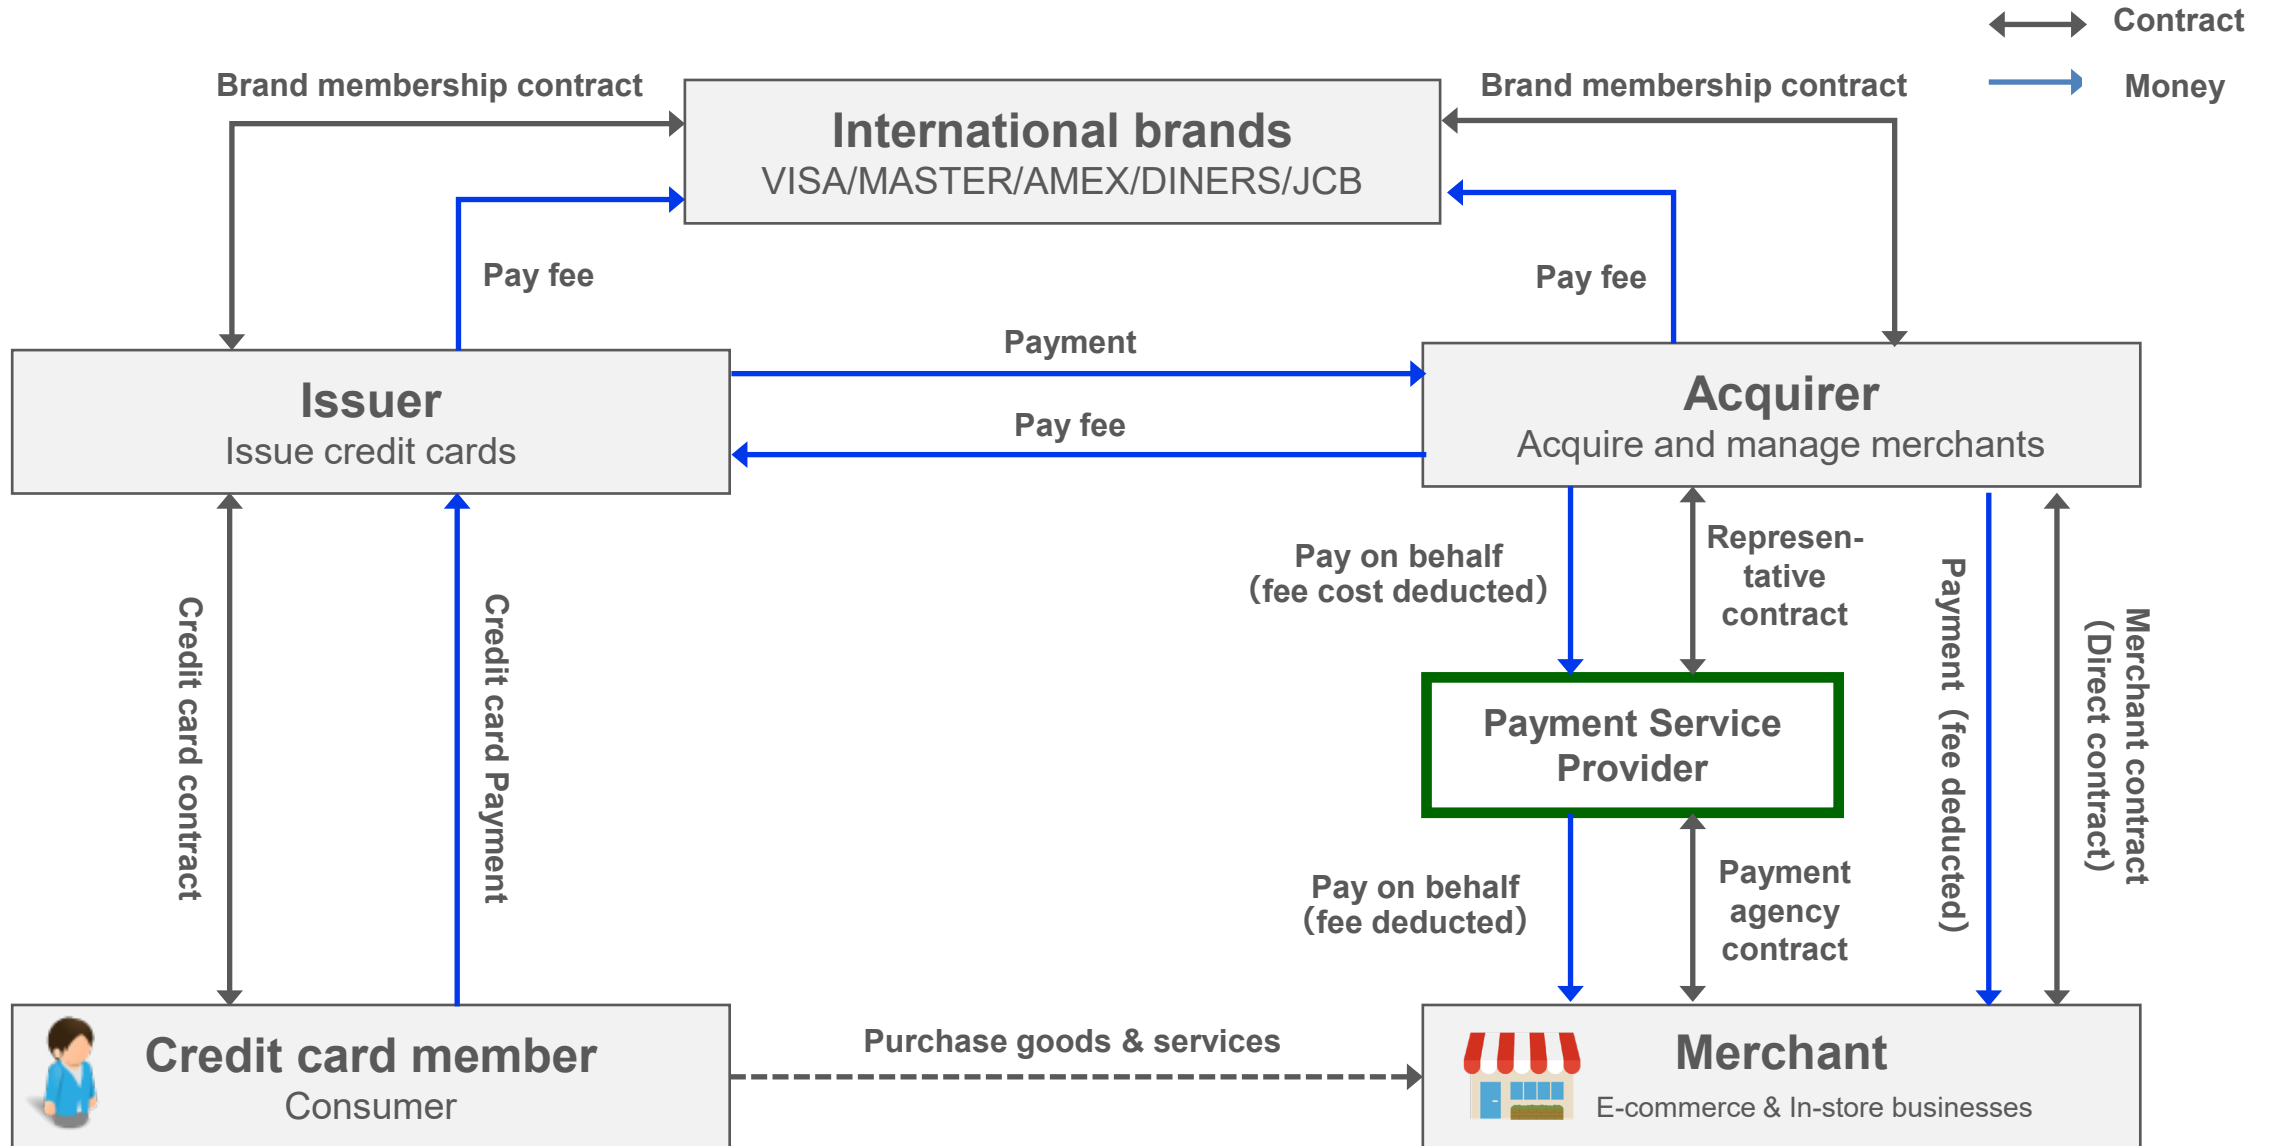 Contract
Money
Brand membership contract
Brand membership contract
International brands
VISA/MASTER/AMEX/DINERS/JCB
Pay fee
Pay fee
Payment
Pay fee
Issuer
Issue credit cards
Acquirer
Acquire and manage merchants
Credit card contract
Credit card Payment
Pay on behalf
（fee cost deducted）
Represen-
tative
contract
Payment（fee deducted）
Merchant contract
（Direct contract）
Payment Service
Provider
Pay on behalf
（fee deducted）
Payment
agency
contract
Credit card member
Consumer
Purchase goods & services
Merchant
E-commerce & In-store businesses